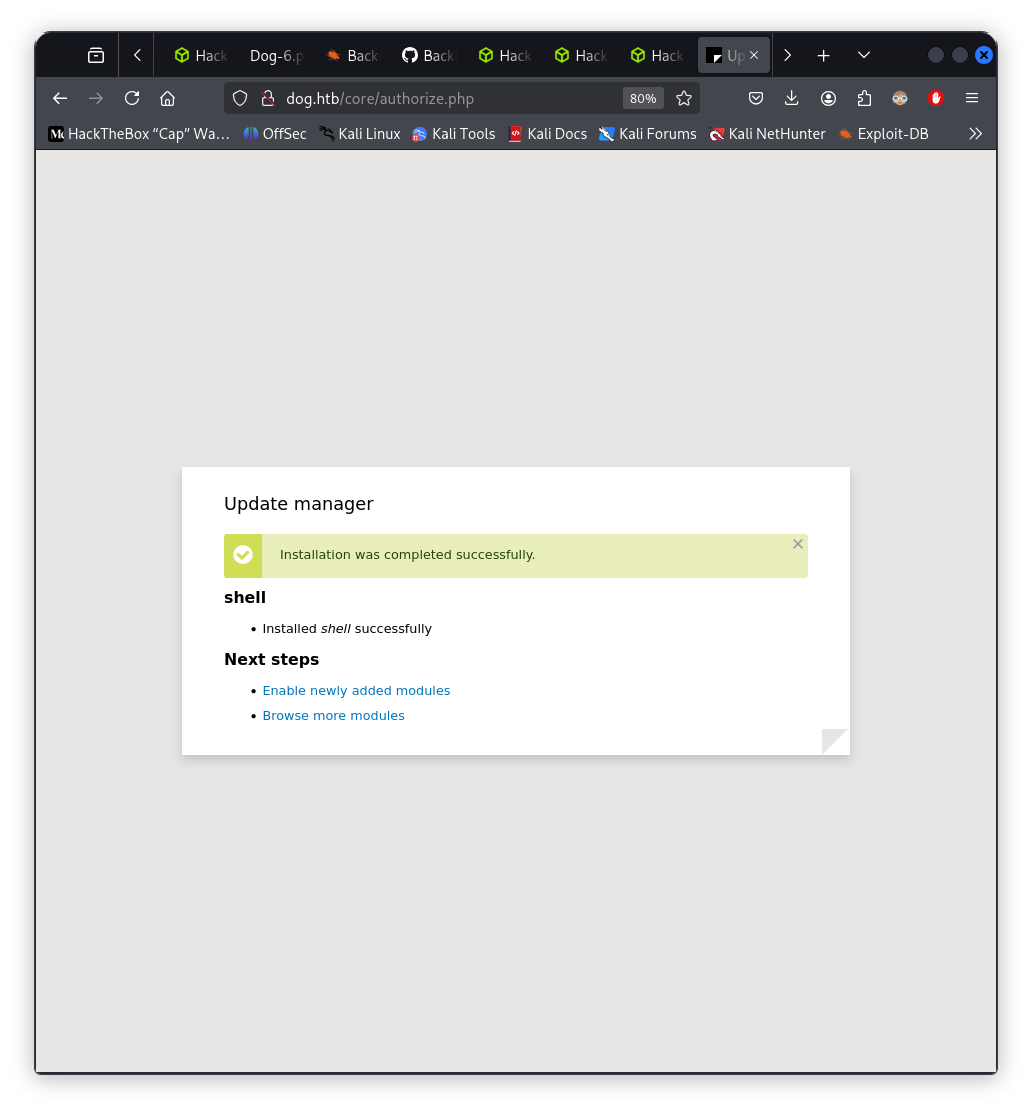 Hack
Dog-6.p
Back
Back
Hack
Hack
Hack
Up
dog.htb/core/authorize.php
80%
HackTheBox “Cap” Wa…
OffSec
Kali Linux
Kali Tools
Kali Docs
Kali Forums
Kali NetHunter
Exploit-DB
Update manager
Installation was completed successfully.
shell
• Installed shell successfully
Next steps
• Enable newly added modules
• Browse more modules